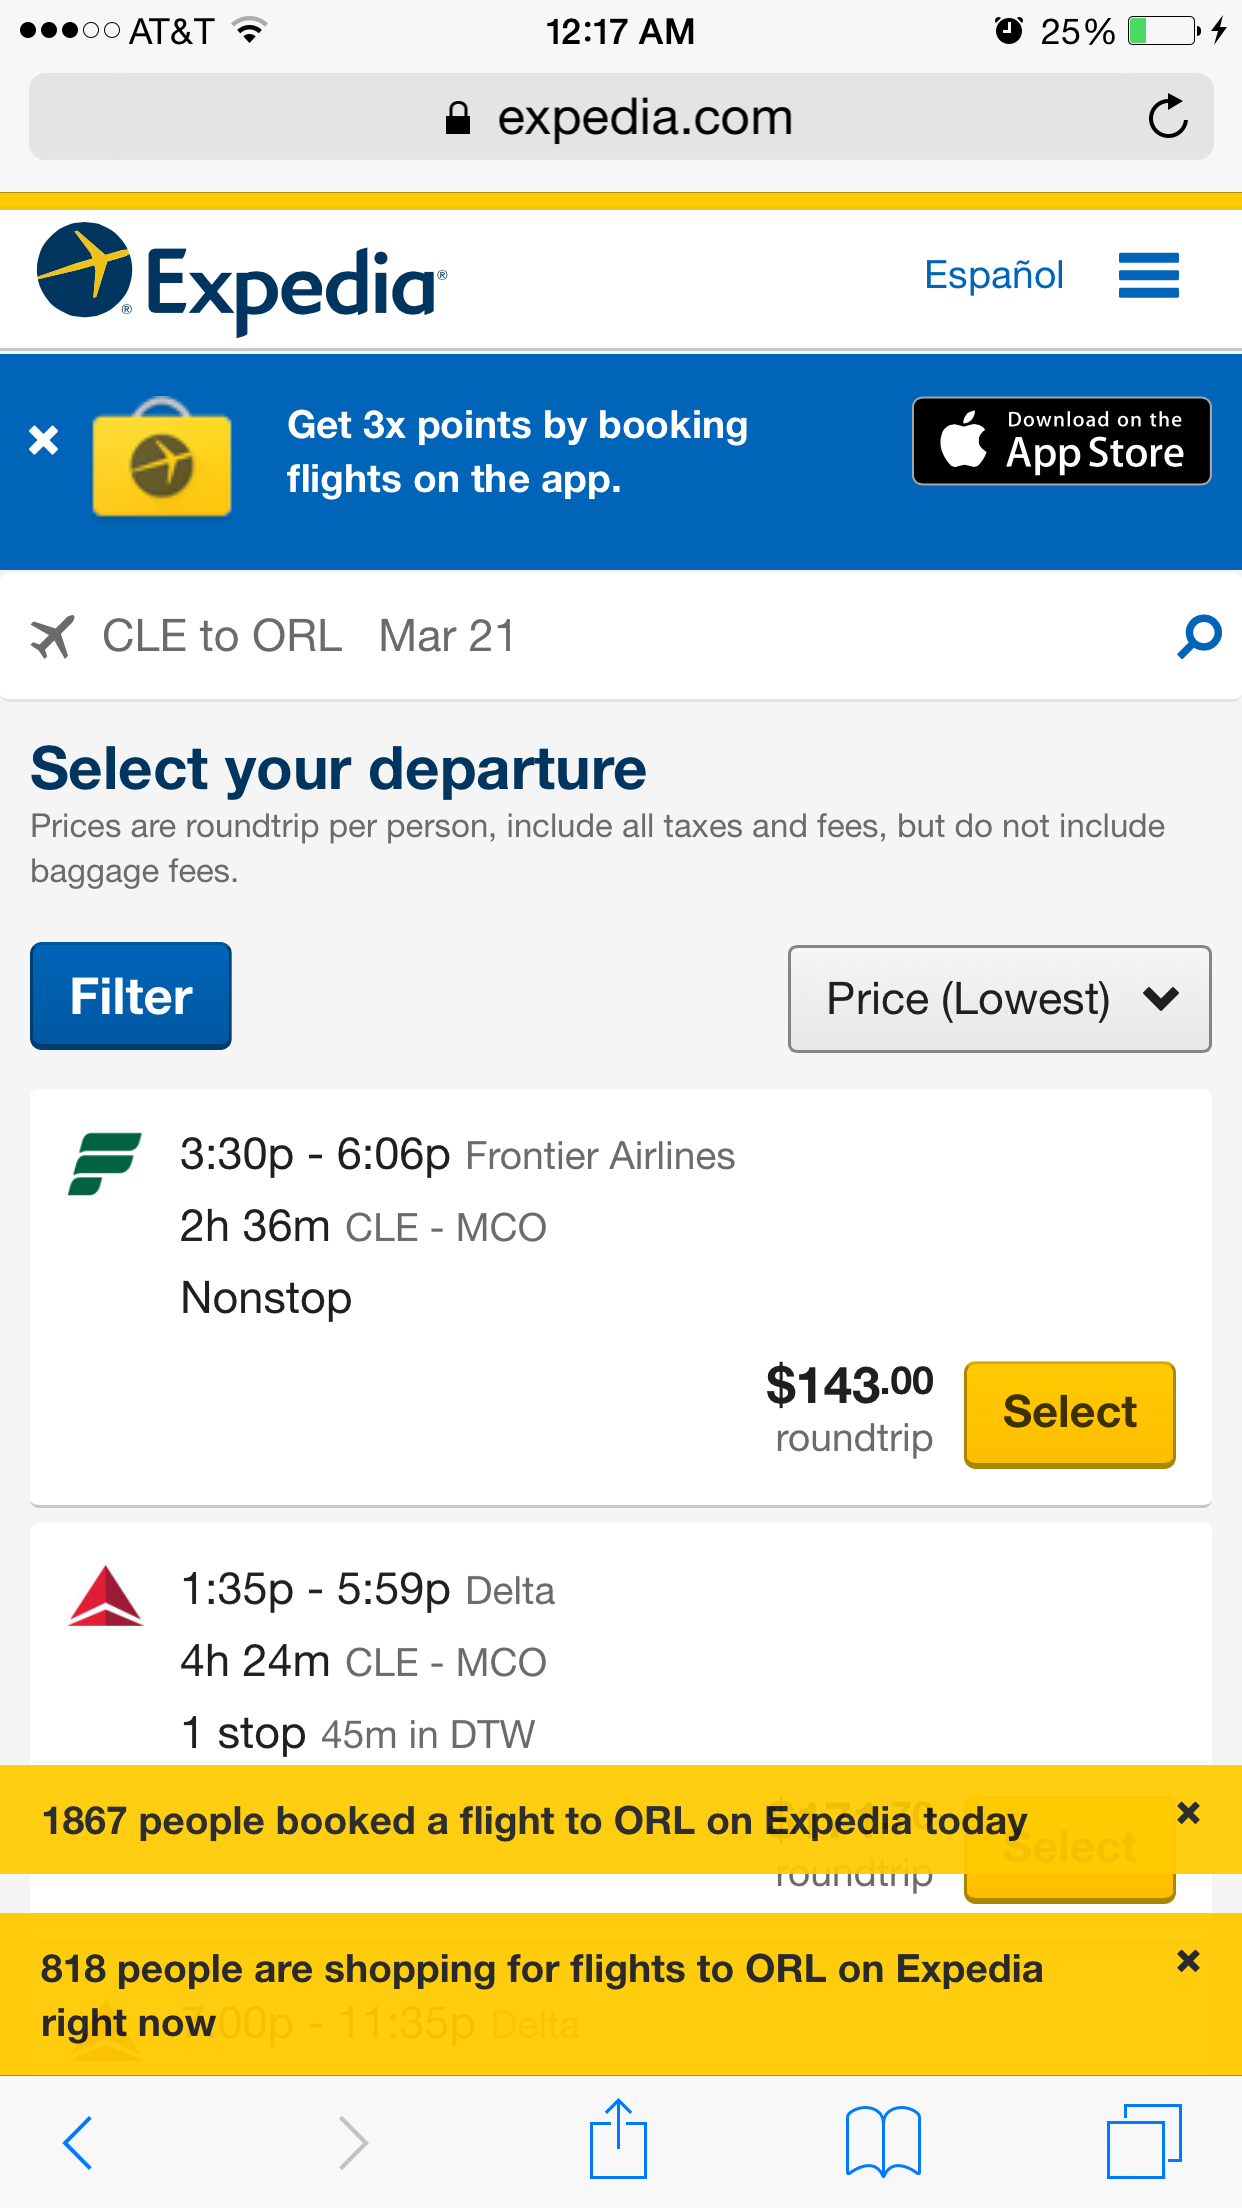 AT&T
12:17 AM
25%
expedia.com
Expedia®
Español
Get 3x points by booking
flights on the app.
Download on the
App Store
CLE to ORL Mar 21
Select your departure
Prices are roundtrip per person, include all taxes and fees, but do not include
baggage fees.
Filter
Price (Lowest)
3:30p - 6:06p Frontier Airlines
2h 36m CLE - MCO
Nonstop
$143.00
roundtrip
Select
1:35p - 5:59p Delta
4h 24m CLE - MCO
1 stop 45m in DTW
1867 people booked a flight to ORL on Expedia today
Select
roundtrip
818 people are shopping for flights to ORL on Expedia
right now
:00p - 11:35p Delta